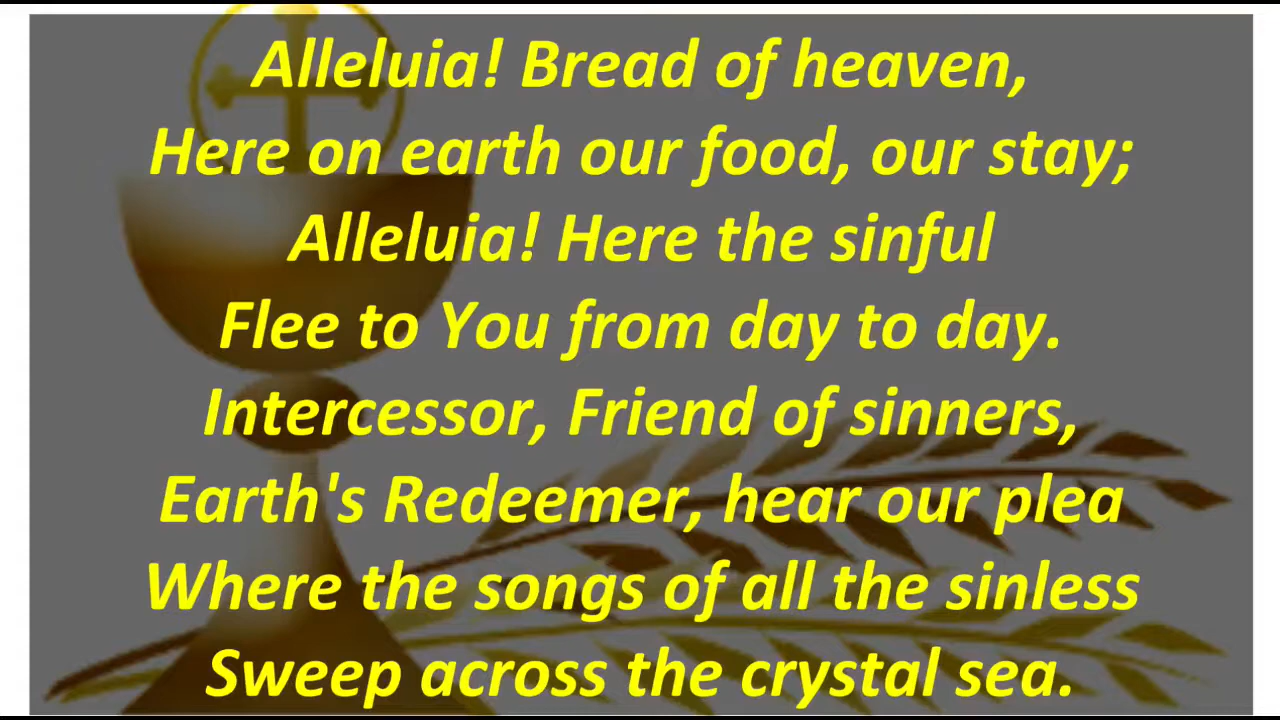 Alleluia! Bread of heaven,
Here on earth our food, our stay;
Alleluia! Here the sinful
Flee to You from day to day.
Intercessor, Friend of sinners,
Earth's Redeemer, hear our plea
Where the songs of all the sinless
Sweep across the crystal sea.